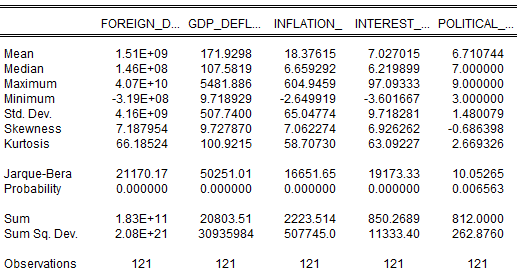 FOREIGN_D... GDP_DEFL... INFLATION_ INTEREST_... POLITICAL_...
Mean 1.51E+09 171.9298 18.37615 7.027015 6.710744
Median 1.46E+08 107.5819 6.659292 6.219899 7.000000
Maximum 4.07E+10 5481.886 604.9459 97.09333 9.000000
Minimum -3.19E+08 9.718929 -2.649919 -3.601667 3.000000
Std. Dev. 4.16E+09 507.7400 65.04774 9.718281 1.480079
Skewness 7.187954 9.727870 7.062274 6.926262 -0.686398
Kurtosis 66.18524 100.9215 58.70730 63.09227 2.669326
Jarque-Bera 21170.17 50251.01 16651.65 19173.33 10.05265
Probability 0.000000 0.000000 0.000000 0.000000 0.006563
Sum 1.83E+11 20803.51 2223.514 850.2689 812.0000
Sum Sq. Dev. 2.08E+21 30935984 507745.0 11333.40 262.8760
Observations 121 121 121 121 121